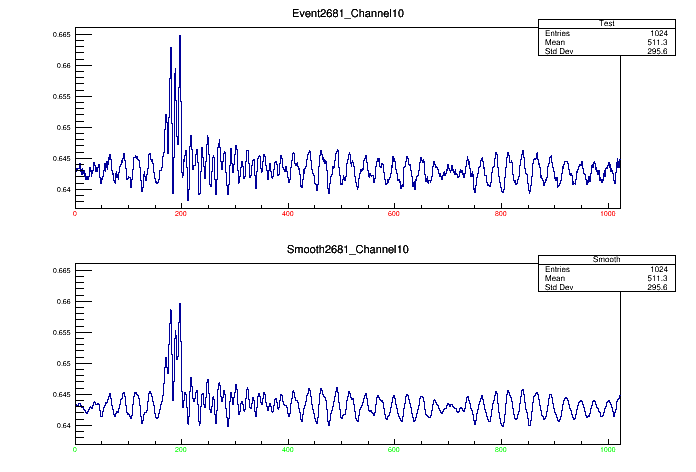 Event2681_Channel10
Test
Entries 1024
Mean 511.3
Std Dev 295.6
0.665
0.66
0.655
0.65
0.645
0.64
0 200 400 600 800 1000
Smooth2681_Channel10
Smooth
Entries 1024
Mean 511.3
Std Dev 295.6
0.665
0.66
0.655
0.65
0.645
0.64
0 200 400 600 800 1000